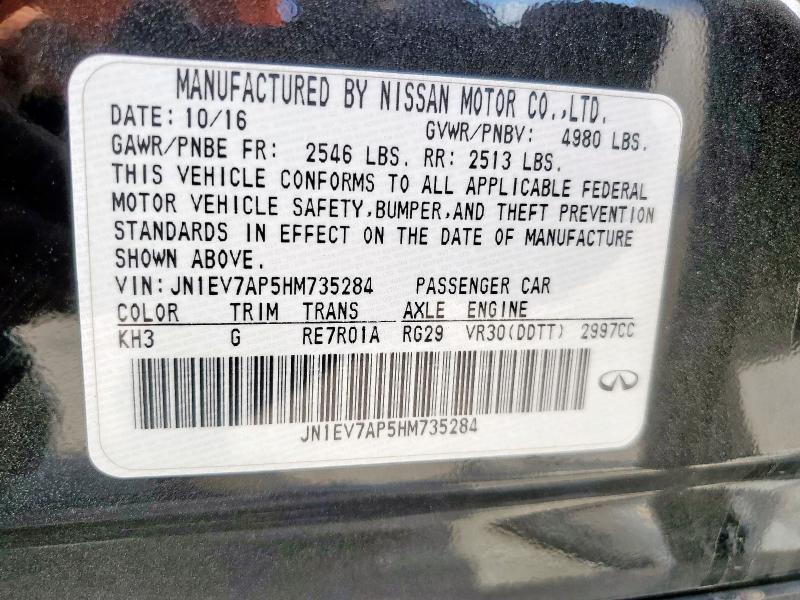 MANUFACTURED BY NISSAN MOTOR CO.,LTD.
DATE: 10/16 GVWR/PNBV: 4980 LBS.
GAWR/PNBE FR: 2546 LBS. RR: 2513 LBS.
THIS VEHICLE CONFORMS TO ALL APPLICABLE FEDERAL
MOTOR VEHICLE SAFETY,BUMPER,AND THEFT PREVENTION
STANDARDS IN EFFECT ON THE DATE OF MANUFACTURE
SHOWN ABOVE.
VIN: JN1EV7AP5HM735284 PASSENGER CAR
COLOR TRIM TRANS AXLE ENGINE
KH3 G RE7R01A RG29 VR30(DDTT) 2997CC
JN1EV7AP5HM735284